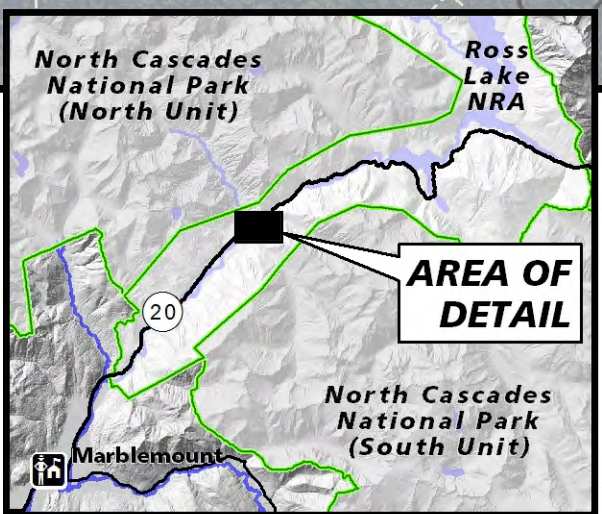 North Cascades
National Park
(North Unit)
Ross
Lake
NRA
AREA OF
DETAIL
20
North Cascades
National Park
(South Unit)
Marblemount